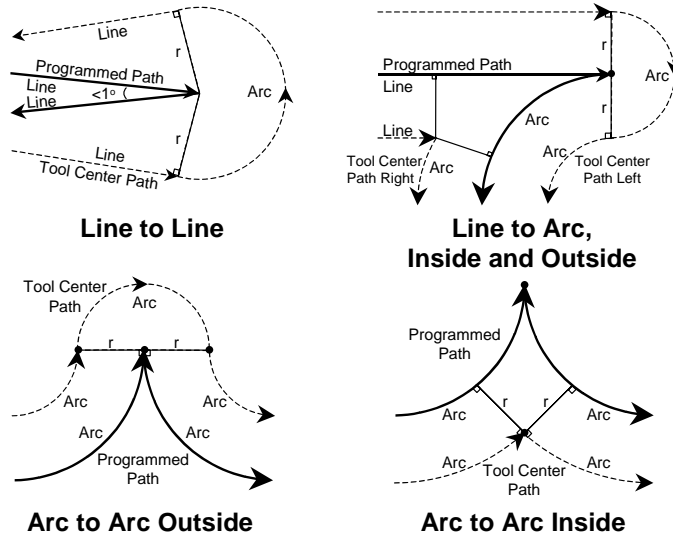 Line
r
Programmed Path
Line
Line
<1°
Arc
r
Line
Tool Center Path
Line to Line
Programmed Path
Line
r
Arc
r
Arc
Line
Tool Center
Path Right
Arc
Arc
Tool Center
Path Left
Line to Arc,
Inside and Outside
Tool Center
Path
Arc
r
r
Arc
Arc
Arc
Arc
Programmed
Path
Arc to Arc Outside
Programmed
Path
r
r
Arc
Arc
Arc
Tool Center
Path
Arc
Arc to Arc Inside